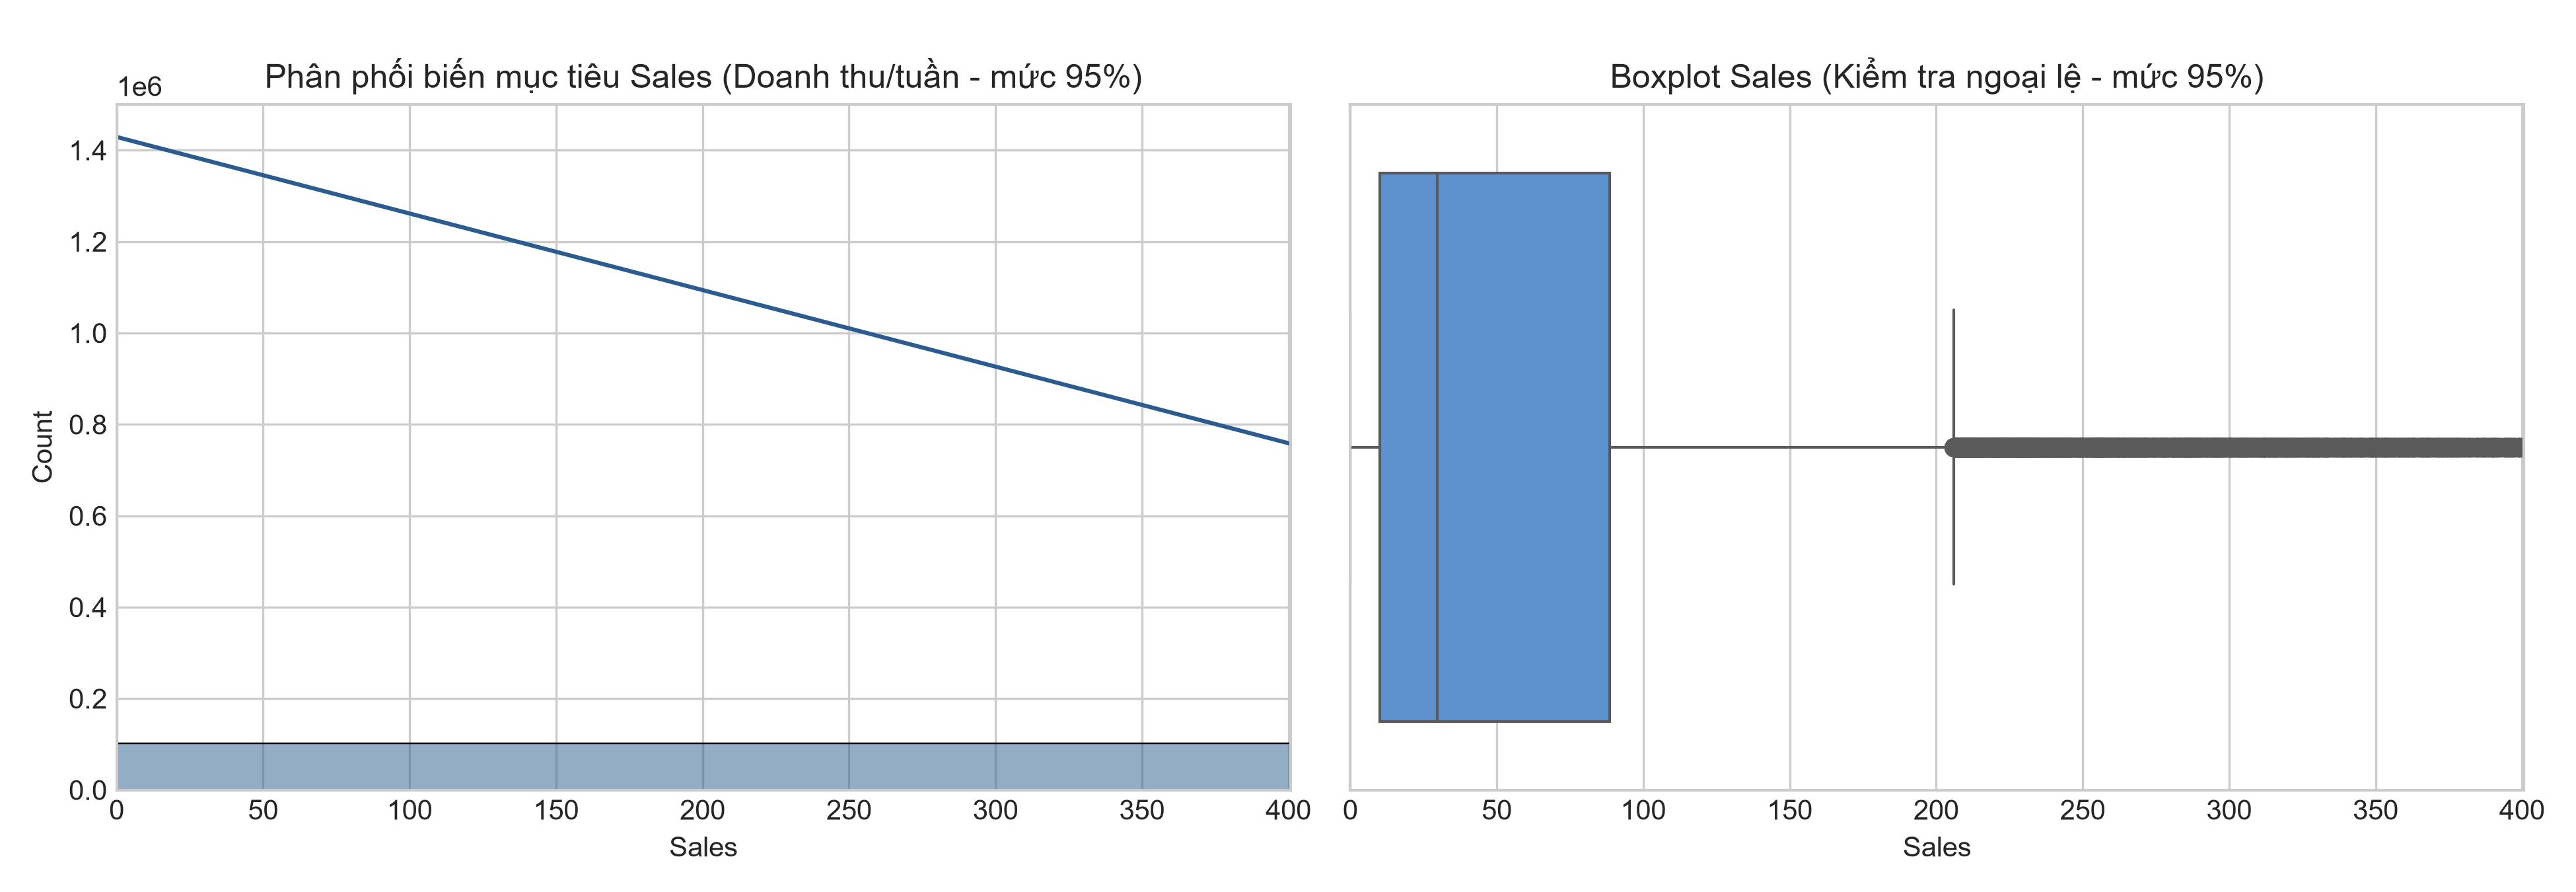 Phân phối biến mục tiêu Sales (Doanh thu/tuần - mức 95%)
1e6
1.4
1.2
1.0
0.8
0.6
0.4
0.2
0.0
Count
0 50 100 150 200 250 300 350 400
Sales
Boxplot Sales (Kiểm tra ngoại lệ - mức 95%)
0 50 100 150 200 250 300 350 400
Sales